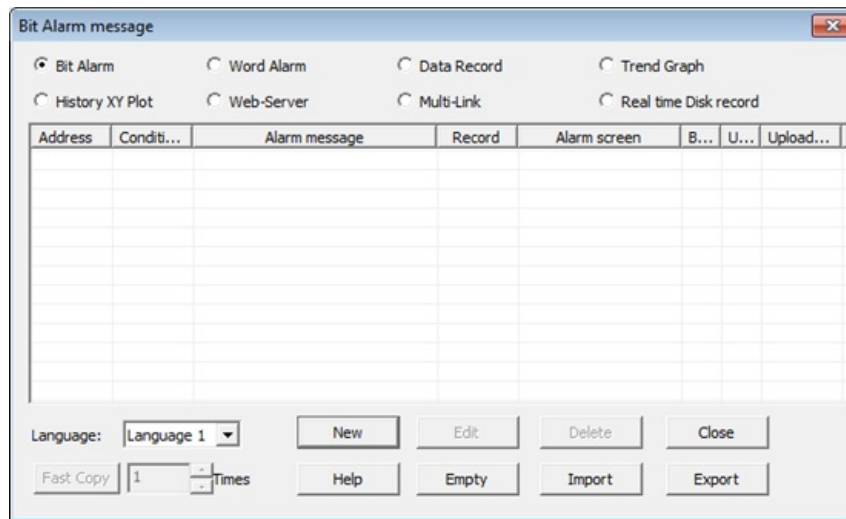 Bit Alarm message
Bit Alarm Word Alarm Data Record Trend Graph
History XY Plot Web-Server Multi-Link Real time Disk record
Address Conditi... Alarm message Record Alarm screen B... U... Upload...
Language: Language 1 New Edit Delete Close
Fast Copy 1 Times Help Empty Import Export